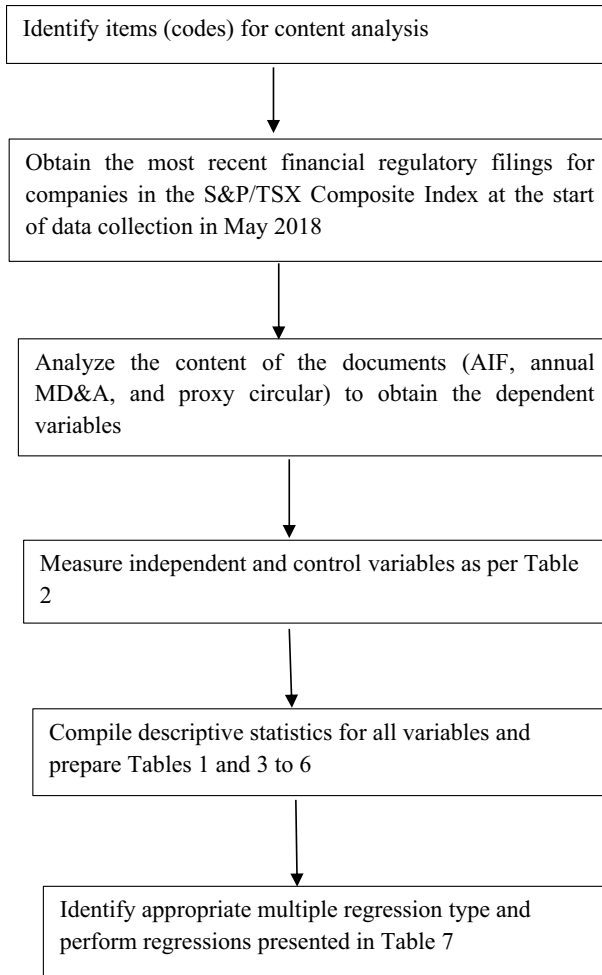 Identify items (codes) for content analysis
Obtain the most recent financial regulatory filings for
companies in the S&P/TSX Composite Index at the start
of data collection in May 2018
Analyze the content of the documents (AIF, annual
MD&A, and proxy circular) to obtain the dependent
variables
Measure independent and control variables as per Table
2
Compile descriptive statistics for all variables and
prepare Tables 1 and 3 to 6
Identify appropriate multiple regression type and
perform regressions presented in Table 7